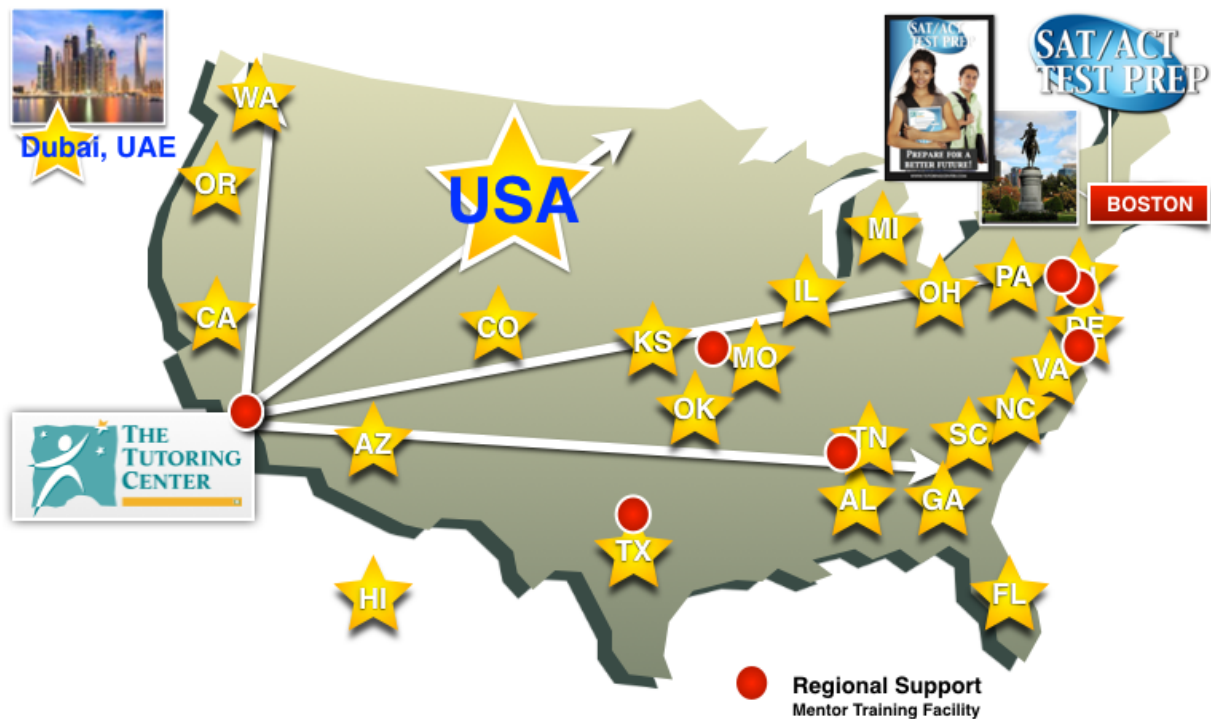 Dubai, UAE
WA
OR
CA
USA
SAT/ACT
TEST PREP
PREPARE FOR A
BETTER FUTURE!
SAT/ACT
TEST PREP
BOSTON
MI
IL
OH
PA
DE
CO
KS
MO
VA
OK
NC
AZ
TN
SC
AL
GA
TX
HI
FL
THE
TUTORING
CENTER
Regional Support
Mentor Training Facility